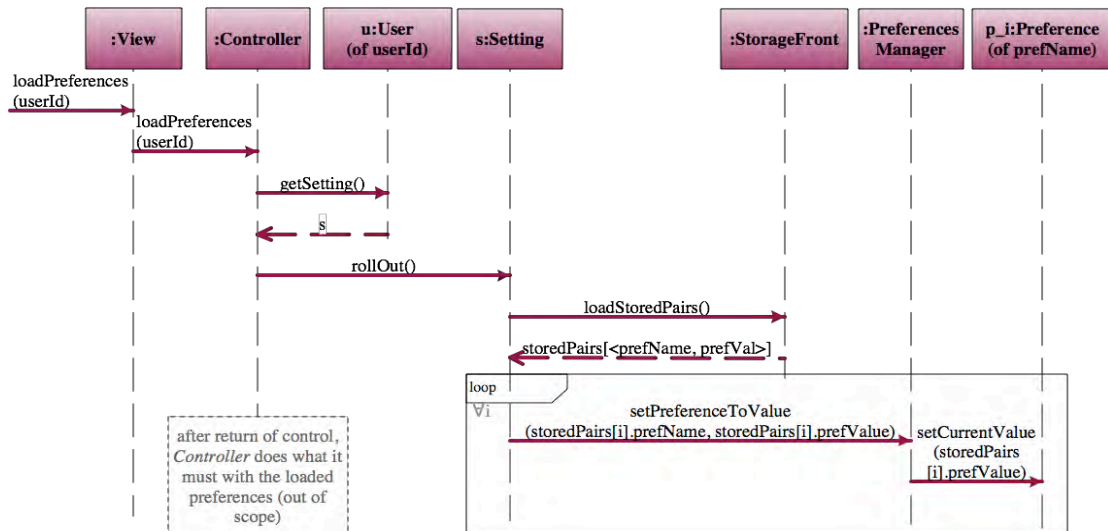 :View
:Controller
u:User
(of userId)
s:Setting
:StorageFront
:Preferences
Manager
p_i:Preference
(of prefName)
loadPreferences
(userId)
loadPreferences
(userId)
getSetting()
s
rollOut()
loadStoredPairs()
storedPairs[<prefName, prefVal>]
loop
∀i
setPreferenceToValue
(storedPairs[i].prefName, storedPairs[i].prefValue)
setCurrentValue
(storedPairs
[i].prefValue)
after return of control,
Controller does what it
must with the loaded
preferences (out of
scope)